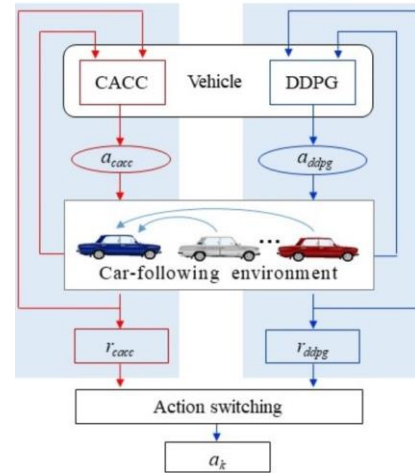 CACC Vehicle DDPG
a_cacc a_ddpg
•••
Car-following environment
r_cacc r_ddpg
Action switching
a_k